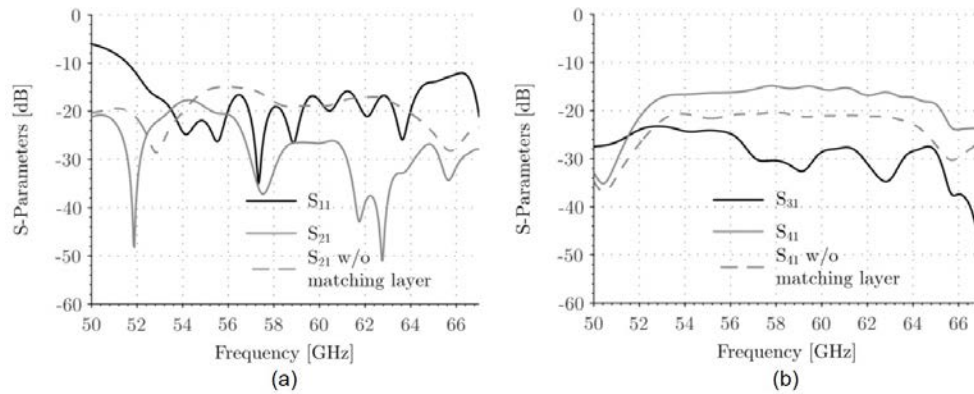 0
-10
-20
-30
-40
-50
-60
S-Parameters [dB]
S11
S21
S21 w/o
matching layer
50 52 54 56 58 60 62 64 66
Frequency [GHz]
(a)
0
-10
-20
-30
-40
-50
-60
S-Parameters [dB]
S31
S41
S41 w/o
matching layer
50 52 54 56 58 60 62 64 66
Frequency [GHz]
(b)